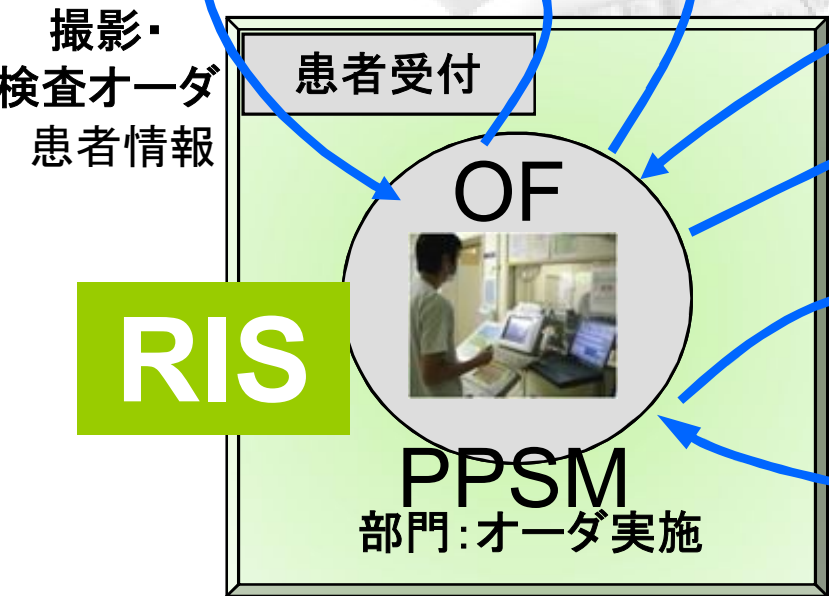 撮影・
検査オーダ
患者情報
患者受付
OF
RIS
PPSM
部門:オーダ実施